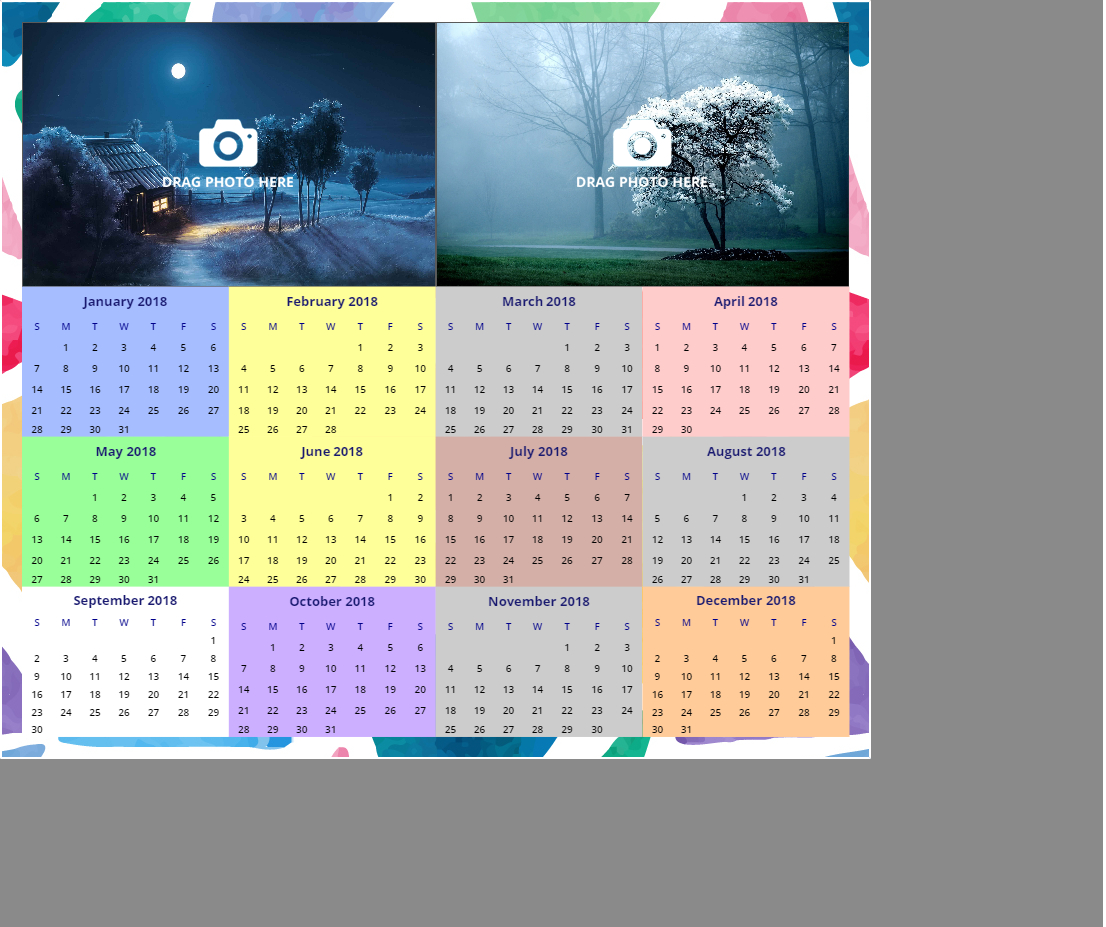 DRAG PHOTO HERE
DRAG PHOTO HERE
January 2018
S M T W T F S
1 2 3 4 5 6
7 8 9 10 11 12 13
14 15 16 17 18 19 20
21 22 23 24 25 26 27
28 29 30 31
February 2018
S M T W T F S
1 2 3
4 5 6 7 8 9 10
11 12 13 14 15 16 17
18 19 20 21 22 23 24
25 26 27 28
March 2018
S M T W T F S
1 2 3
4 5 6 7 8 9 10
11 12 13 14 15 16 17
18 19 20 21 22 23 24
25 26 27 28 29 30 31
April 2018
S M T W T F S
1 2 3 4 5 6 7
8 9 10 11 12 13 14
15 16 17 18 19 20 21
22 23 24 25 26 27 28
29 30
May 2018
S M T W T F S
1 2 3 4 5
6 7 8 9 10 11 12
13 14 15 16 17 18 19
20 21 22 23 24 25 26
27 28 29 30 31
June 2018
S M T W T F S
1 2
3 4 5 6 7 8 9
10 11 12 13 14 15 16
17 18 19 20 21 22 23
24 25 26 27 28 29 30
July 2018
S M T W T F S
1 2 3 4 5 6 7
8 9 10 11 12 13 14
15 16 17 18 19 20 21
22 23 24 25 26 27 28
29 30 31
August 2018
S M T W T F S
1 2 3 4
5 6 7 8 9 10 11
12 13 14 15 16 17 18
19 20 21 22 23 24 25
26 27 28 29 30 31
September 2018
S M T W T F S
1
2 3 4 5 6 7 8
9 10 11 12 13 14 15
16 17 18 19 20 21 22
23 24 25 26 27 28 29
30
October 2018
S M T W T F S
1 2 3 4 5 6
7 8 9 10 11 12 13
14 15 16 17 18 19 20
21 22 23 24 25 26 27
28 29 30 31
November 2018
S M T W T F S
1 2 3
4 5 6 7 8 9 10
11 12 13 14 15 16 17
18 19 20 21 22 23 24
25 26 27 28 29 30
December 2018
S M T W T F S
1
2 3 4 5 6 7 8
9 10 11 12 13 14 15
16 17 18 19 20 21 22
23 24 25 26 27 28 29
30 31